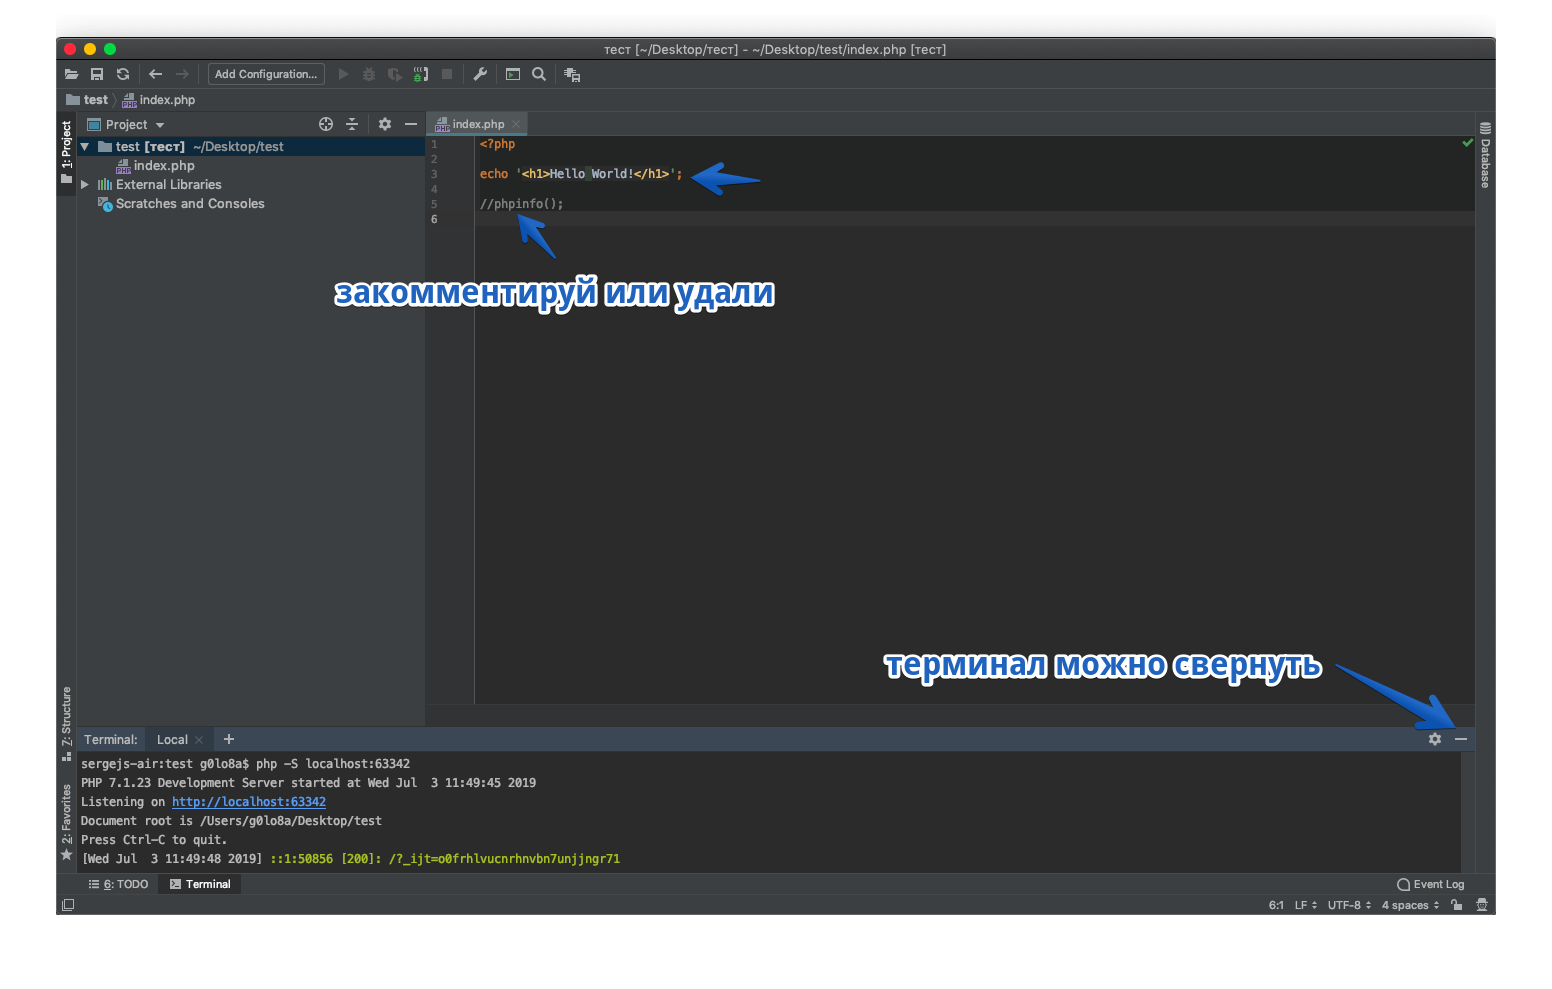 тест [~/Desktop/тест] - ~/Desktop/test/index.php [тест]
Add Configuration...
test
index.php
1: Project
Project
index.php
Database
test [тест] ~/Desktop/test
index.php
External Libraries
Scratches and Consoles
1 <?php
2
3 echo '<h1>Hello World!</h1>';
4
5 //phpinfo();
6
закомментируй или удали
терминал можно свернуть
7: Structure
2: Favorites
Terminal: Local +
sergejs-air:test g0lo8a$ php -S localhost:63342
PHP 7.1.23 Development Server started at Wed Jul  3 11:49:45 2019
Listening on http://localhost:63342
Document root is /Users/g0lo8a/Desktop/test
Press Ctrl-C to quit.
[Wed Jul  3 11:49:48 2019] ::1:50856 [200]: /?_ijt=o0frhlvucnrhnvbn7unjjngr71
6: TODO
Terminal
Event Log
6:1 LF UTF-8 4 spaces